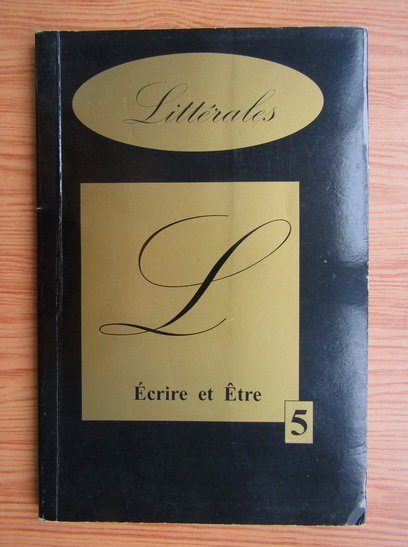 Littérales
L
Écrire et Être
5